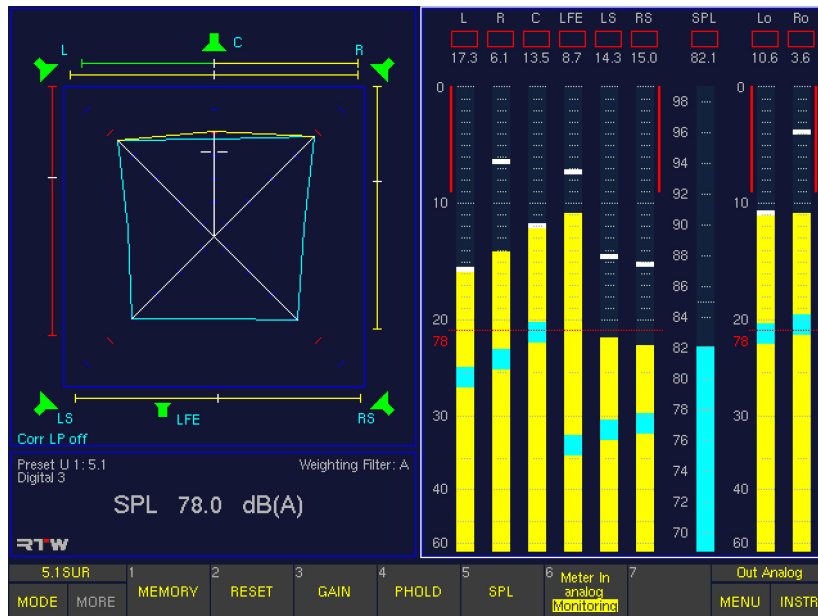 L R C LFE LS RS SPL Lo Ro
17.3 6.1 13.5 8.7 14.3 15.0 82.1 10.6 3.6
C
L R
0 98 0
96
94
92
10 90 10
88
86
20 84 20
78 82 78
80
30 78 30
76
74
40 72 40
70
60 60
LS LFE RS
Corr LP off
Preset U 1: 5.1 Weighting Filter: A
Digital 3
SPL 78.0 dB(A)
RTW
5.1SUR 1 2 3 4 5 6 Meter In 7 Out Analog
MODE MORE MEMORY RESET GAIN PHOLD SPL analog MENU INSTR
Monitoring